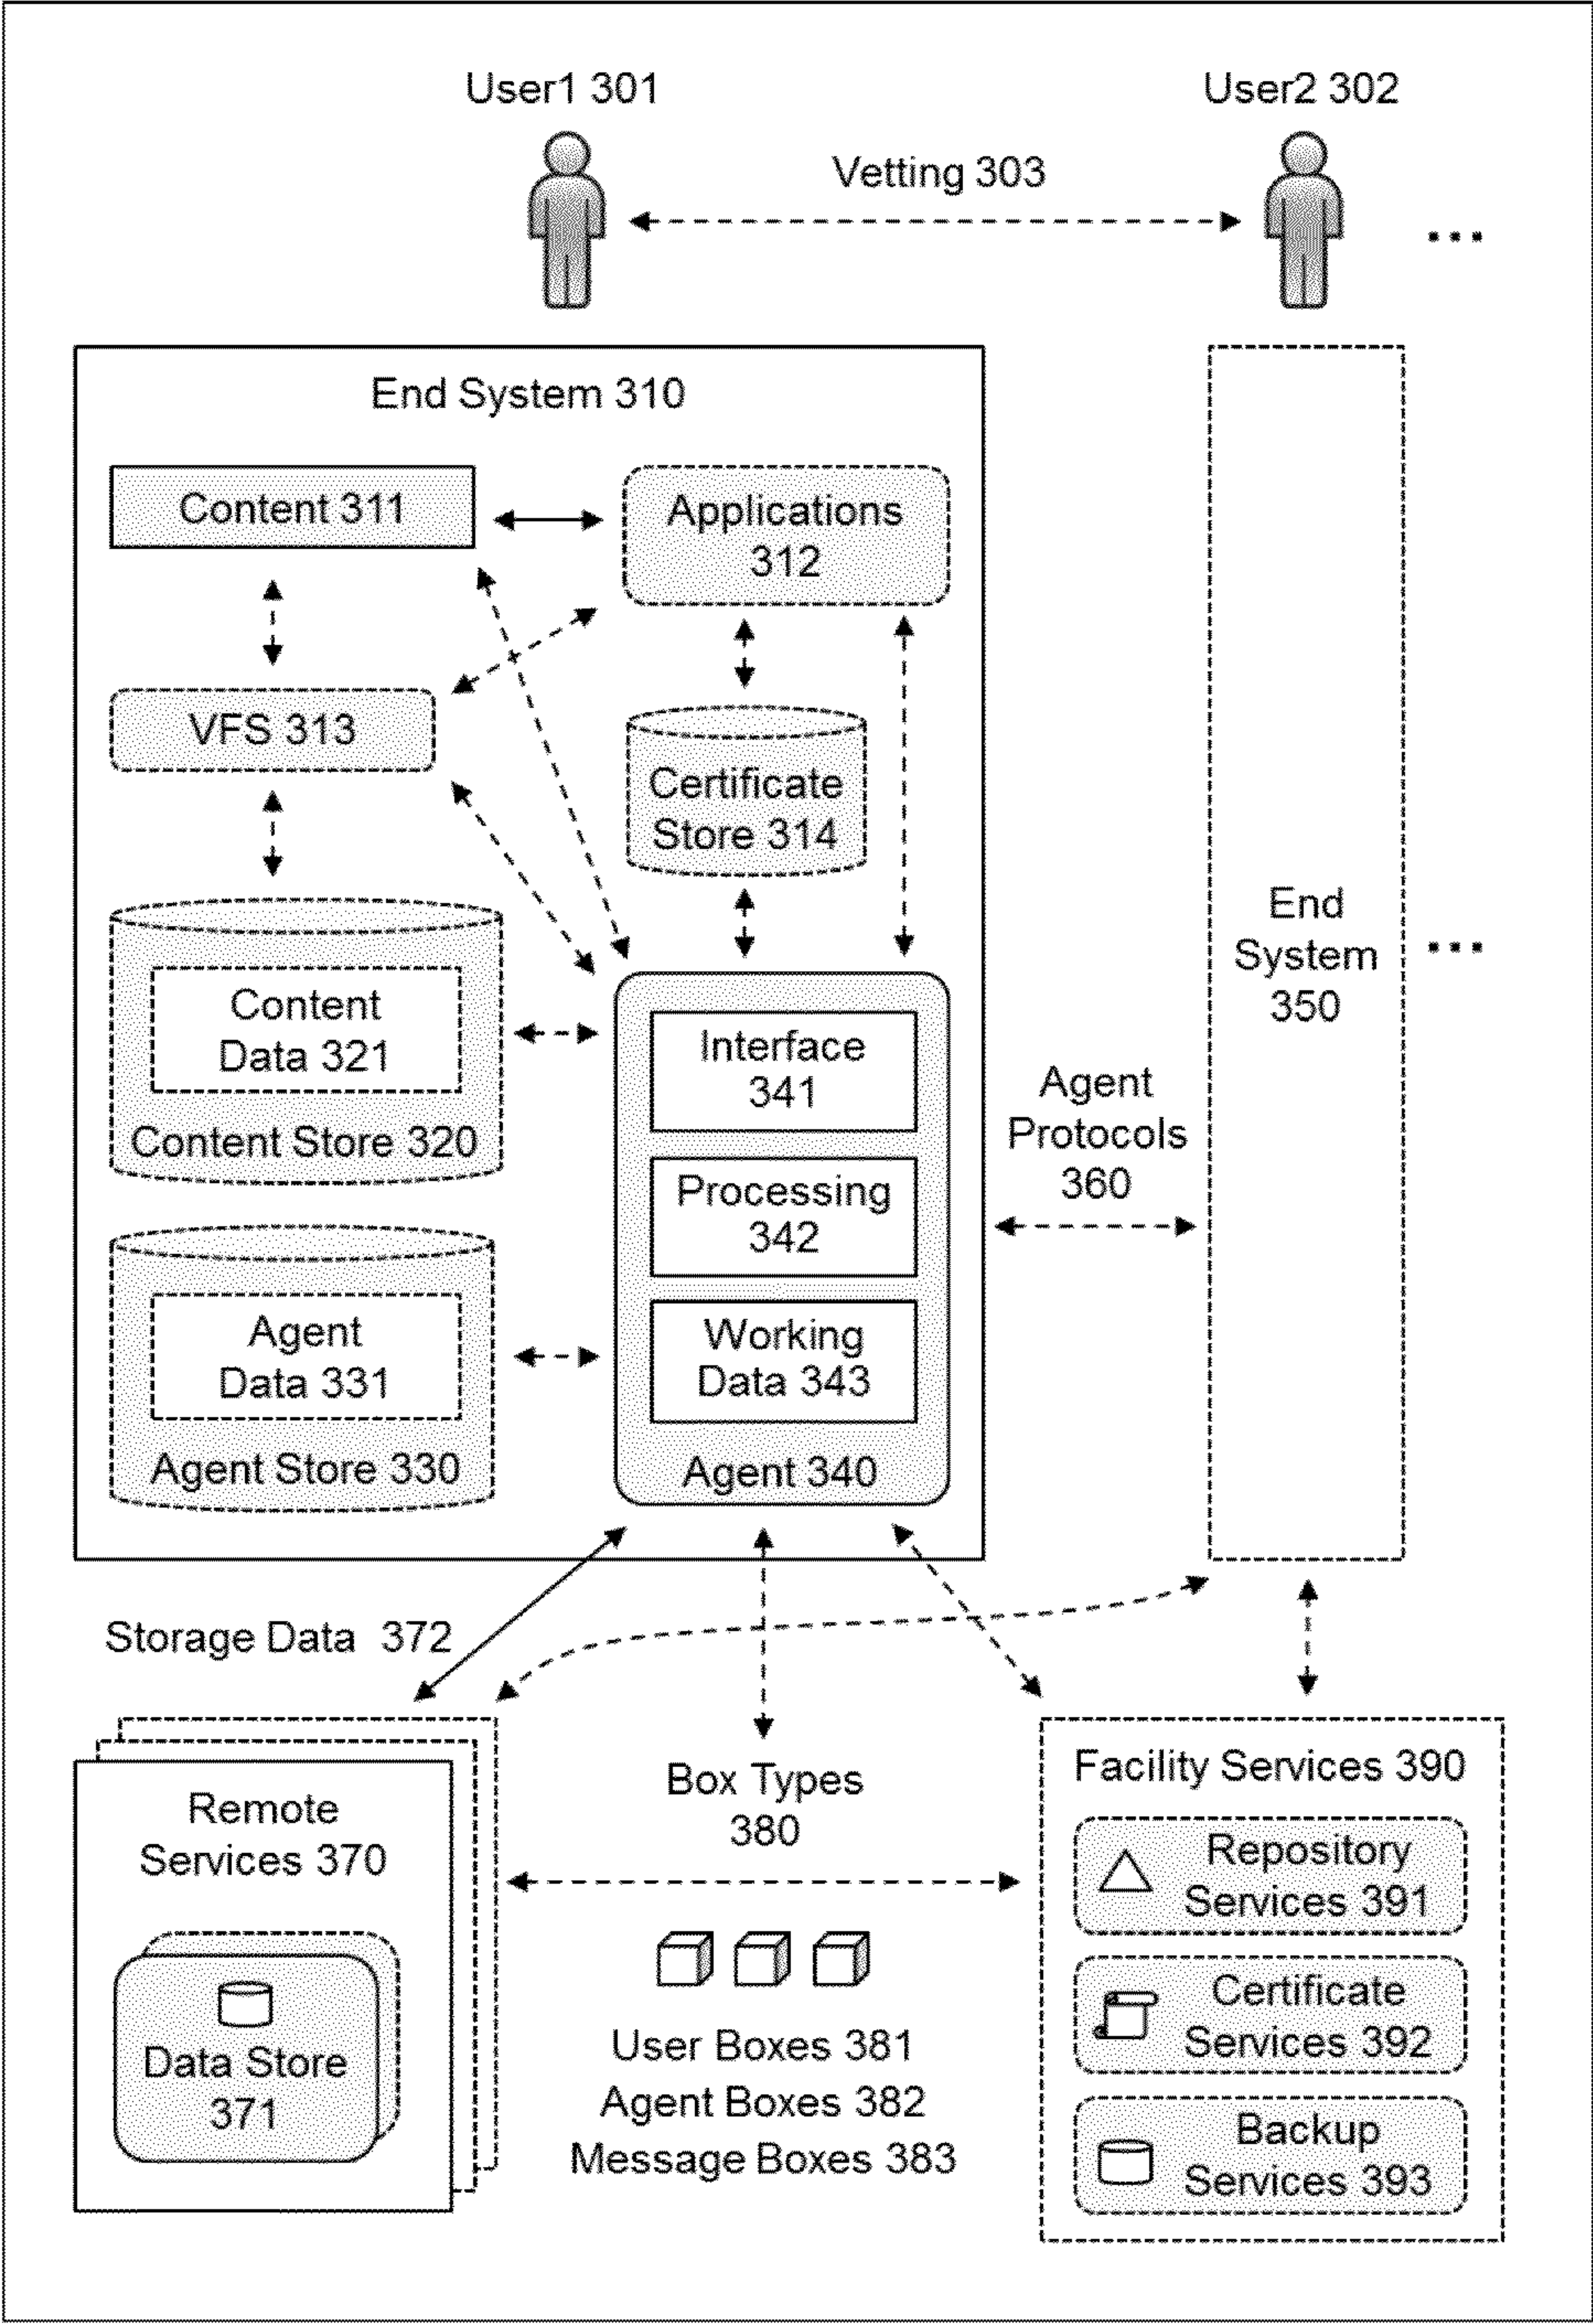 User1 301
User2 302
Vetting 303
...
End System 310
Content 311
Applications
312
VFS 313
Certificate
Store 314
Content
Data 321
Content Store 320
Agent
Data 331
Agent Store 330
Interface
341
Processing
342
Working
Data 343
Agent 340
Agent
Protocols
360
End
System
350
...
Storage Data 372
Remote
Services 370
Data Store
371
Box Types
380
User Boxes 381
Agent Boxes 382
Message Boxes 383
Facility Services 390
Repository
Services 391
Certificate
Services 392
Backup
Services 393